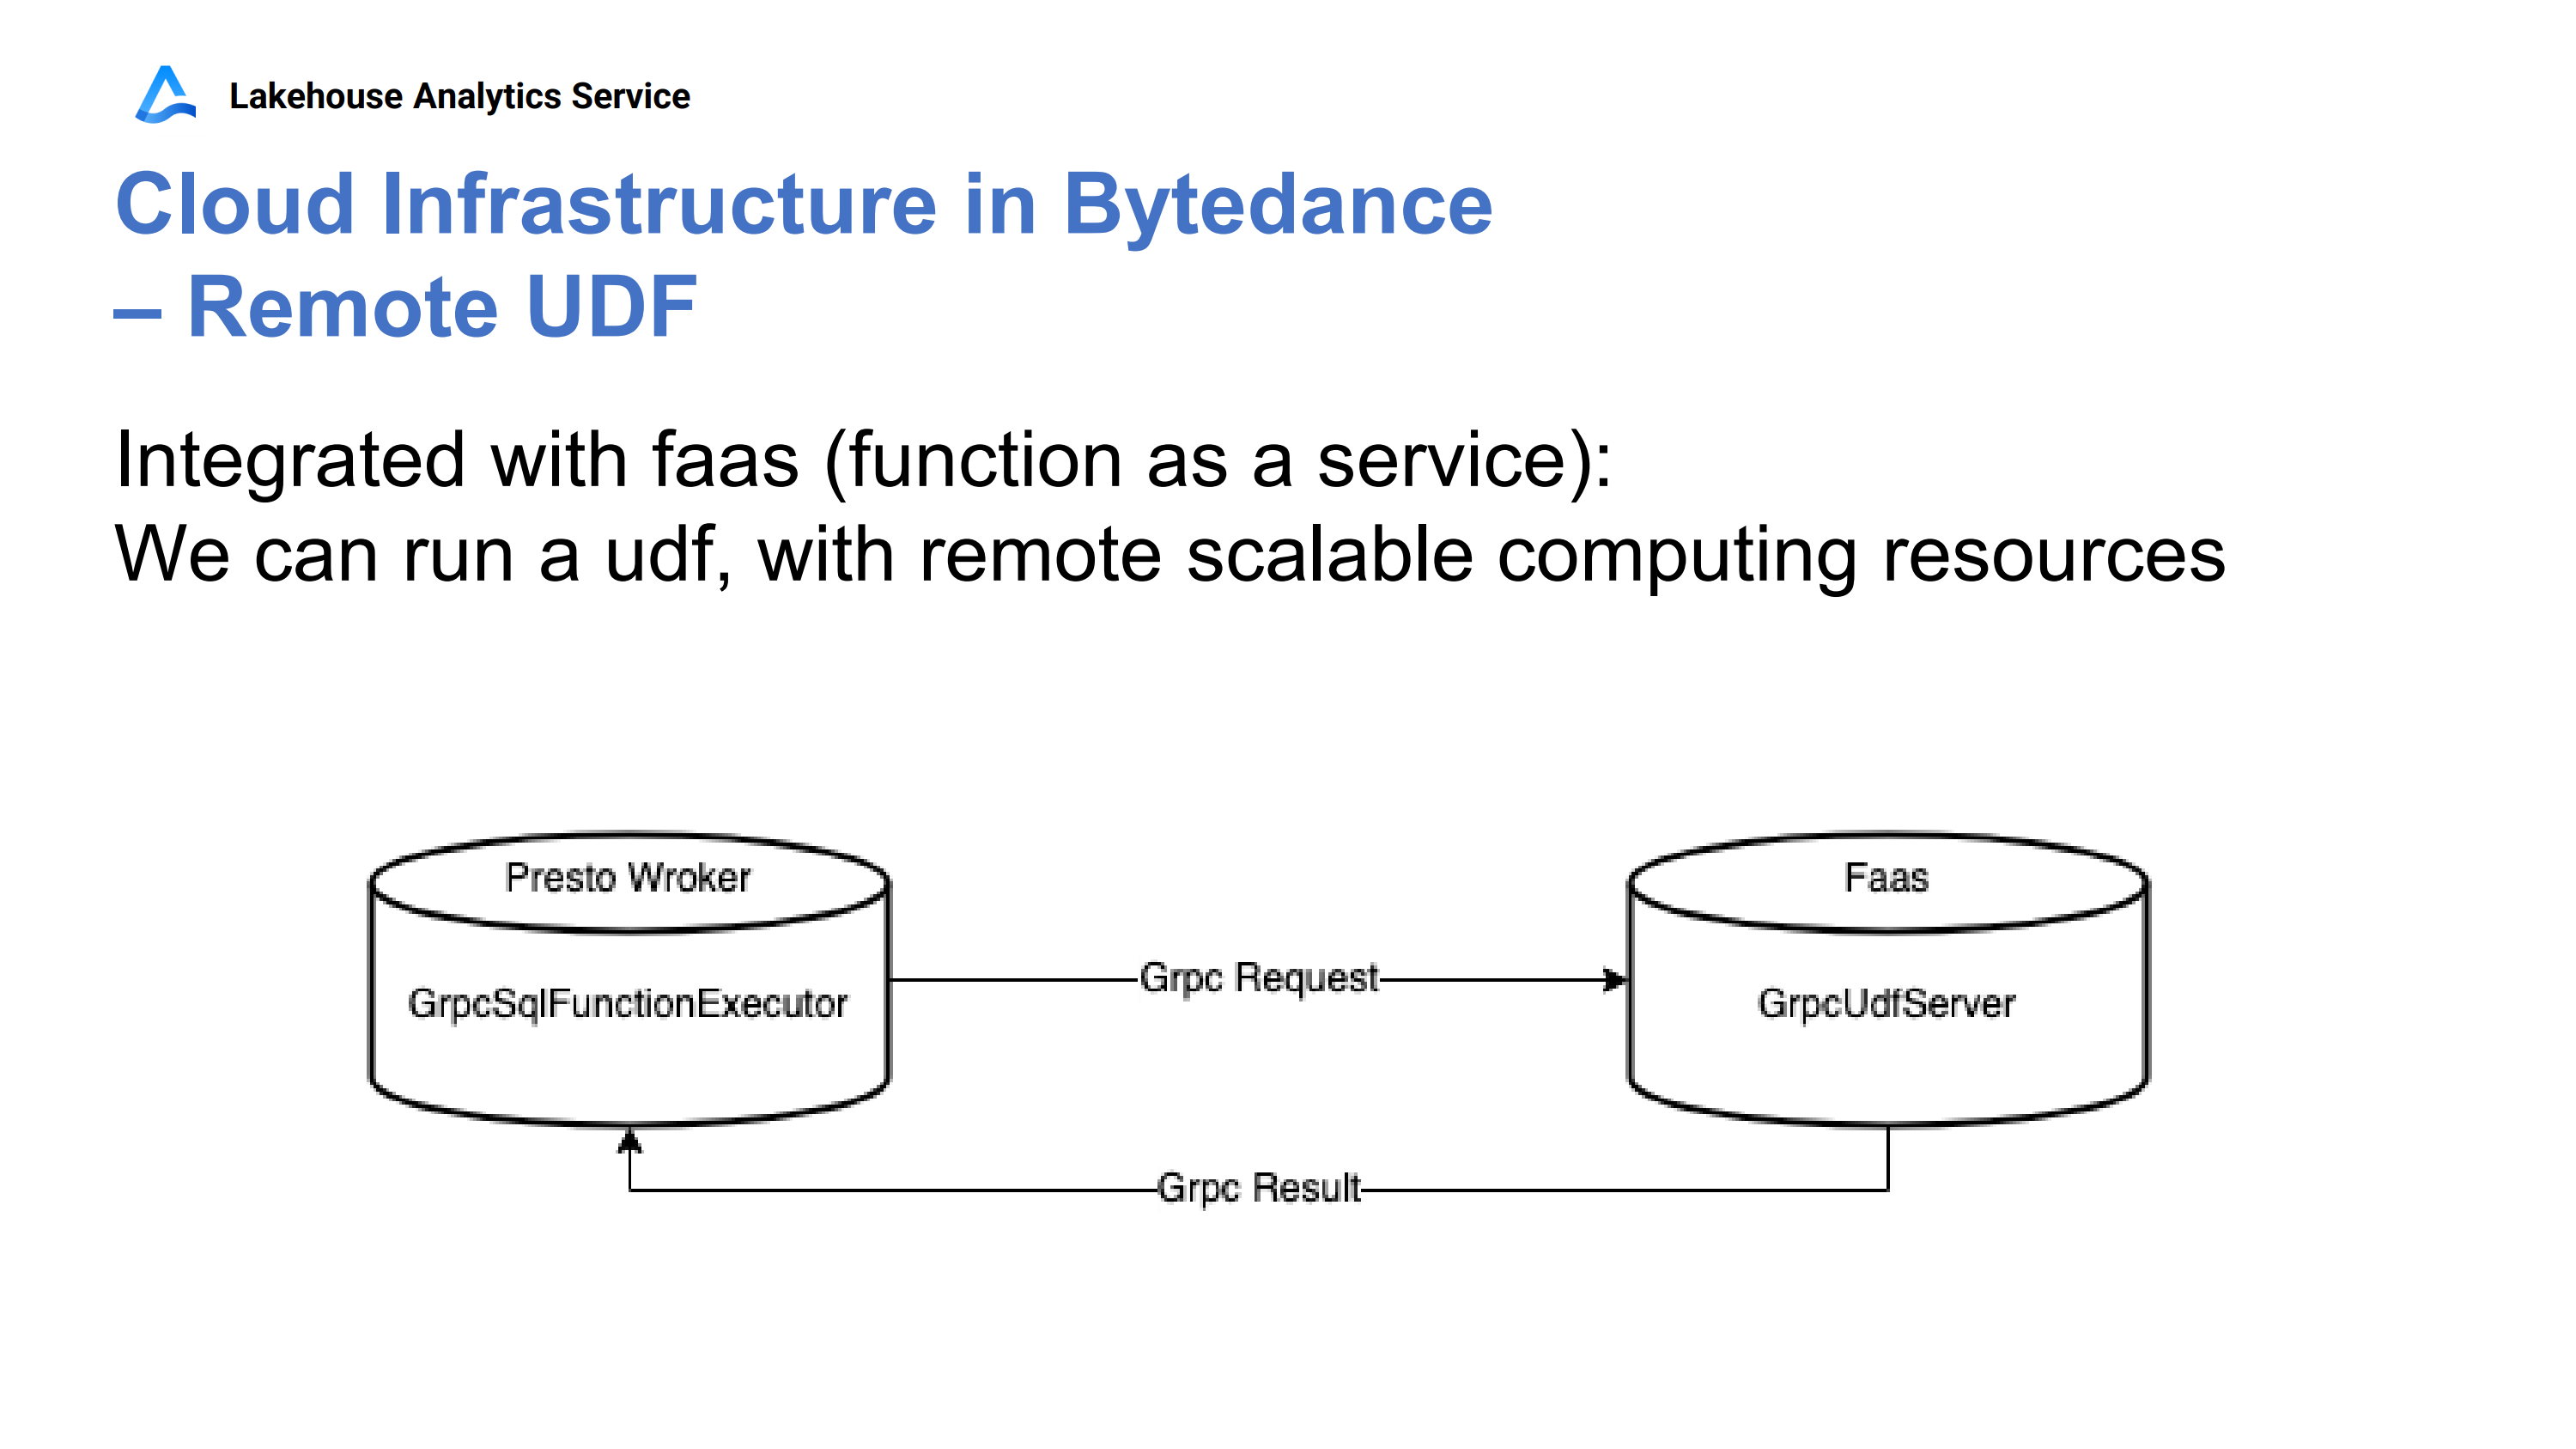 Lakehouse Analytics Service
Cloud Infrastructure in Bytedance
– Remote UDF
Integrated with faas (function as a service):
We can run a udf, with remote scalable computing resources
Presto Wroker
Faas
Grpc Request
GrpcSqlFunctionExecutor
GrpcUdfServer
Grpc Result